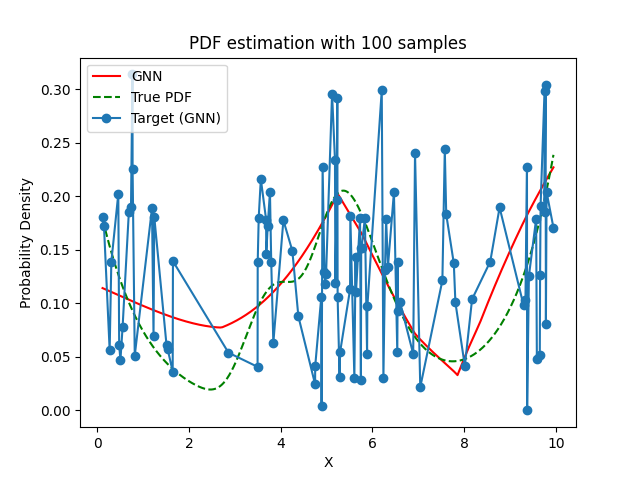 PDF estimation with 100 samples
GNN
True PDF
Target (GNN)
Probability Density
0.30
0.25
0.20
0.15
0.10
0.05
0.00
0 2 4 6 8 10
X